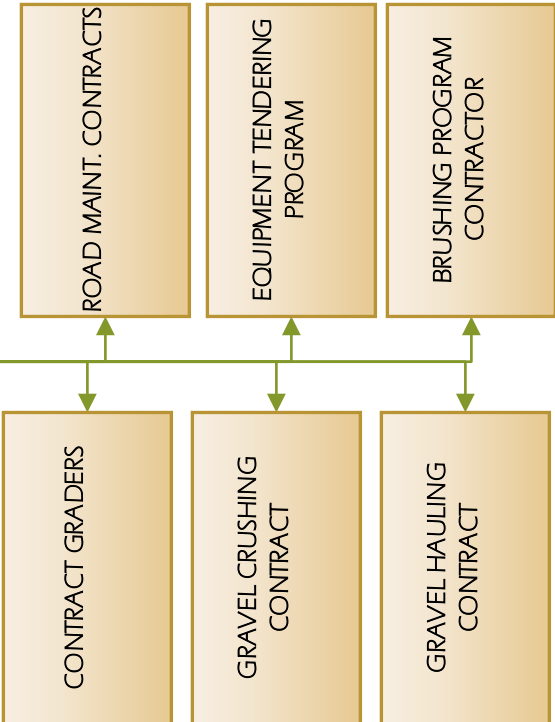 ROAD MAINT. CONTRACTS
EQUIPMENT TENDERING
PROGRAM
BRUSHING PROGRAM
CONTRACTOR
CONTRACT GRADERS
GRAVEL CRUSHING
CONTRACT
GRAVEL HAULING
CONTRACT